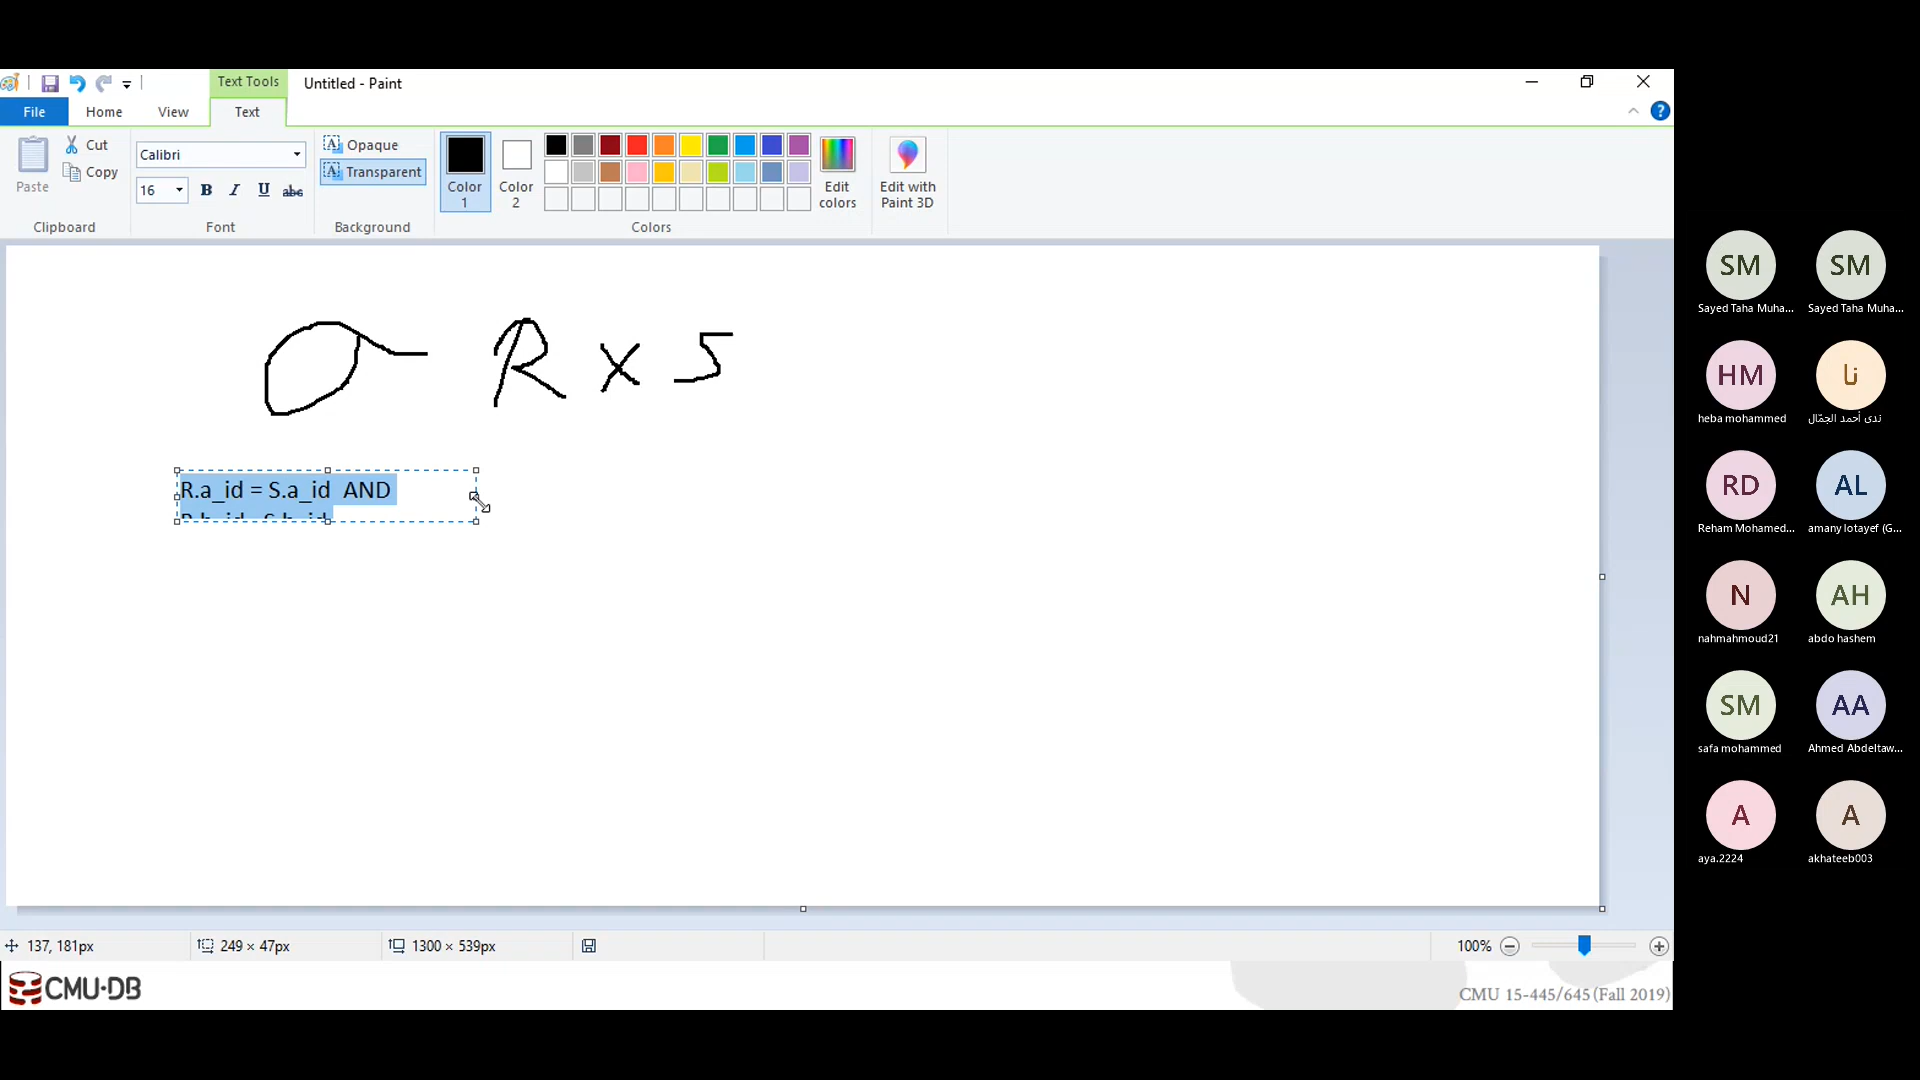 Text Tools
Untitled - Paint
File
Home
View
Text
Paste
Cut
Copy
Clipboard
Calibri
16
B
I
U
abc
Font
Opaque
Transparent
Background
Color 1
Color 2
Edit colors
Colors
Edit with Paint 3D
σ R x S
R.a_id = S.a_id AND
R.b_id = S.b_id
137, 181px
249 × 47px
1300 × 539px
100%
CMU·DB
CMU 15-445/645 (Fall 2019)
SM
Sayed Taha Muha...
SM
Sayed Taha Muha...
HM
heba mohammed
نا
ندى أحمد الجمّال
RD
Reham Mohamed...
AL
amany lotayef (G...
N
nahmahmoud21
AH
abdo hashem
SM
safa mohammed
AA
Ahmed Abdeltaw...
A
aya.2224
A
akhateeb003